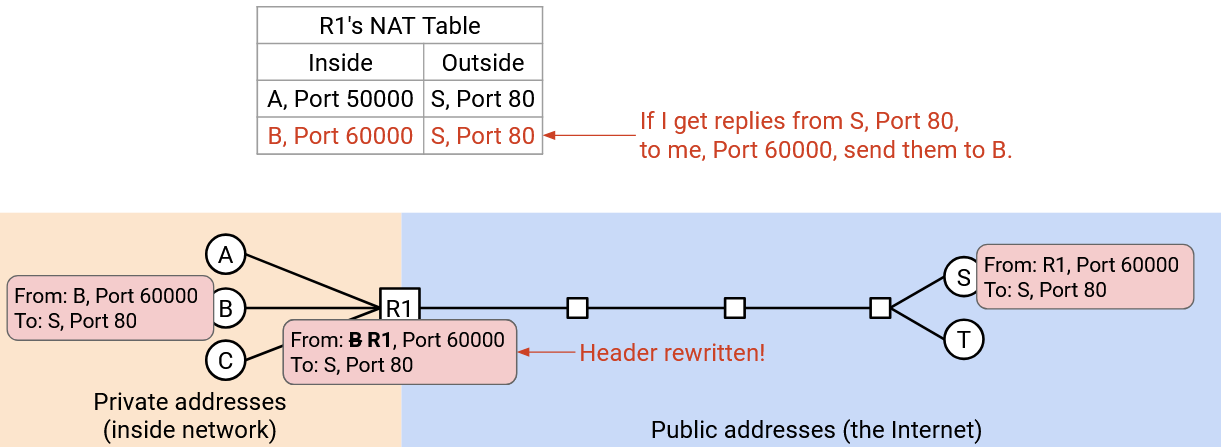 R1's NAT Table
Inside Outside
A, Port 50000 S, Port 80
B, Port 60000 S, Port 80
If I get replies from S, Port 80,
to me, Port 60000, send them to B.
A
From: B, Port 60000
To: S, Port 80
B
C
R1
From: B R1, Port 60000
To: S, Port 80
Header rewritten!
S
From: R1, Port 60000
To: S, Port 80
T
Private addresses
(inside network)
Public addresses (the Internet)